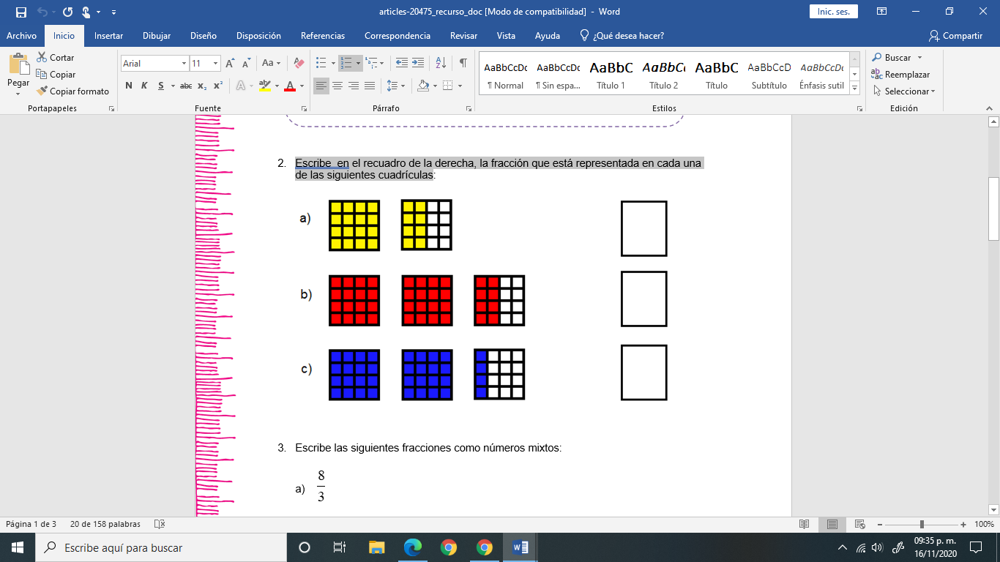 articles-20475_recurso_doc [Modo de compatibilidad] - Word
Inic. ses.
Archivo Inicio Insertar Dibujar Diseño Disposición Referencias Correspondencia Revisar Vista Ayuda ¿Qué desea hacer? Compartir
Pegar
Cortar
Copiar
Copiar formato
Portapapeles
Arial 11 A A Aa
N K S abc x₂ x² A ab A
Fuente
Párrafo
AaBbCcDc AaBbCcDc AaBbC AaBbC AaBbC AaBbCcD AaBbCcDc
¶ Normal ¶ Sin espa... Título 1 Título 2 Título Subtítulo Énfasis sutil
Estilos
Buscar
Reemplazar
Seleccionar
Edición
2. Escribe en el recuadro de la derecha, la fracción que está representada en cada una
de las siguientes cuadrículas:
a)
b)
c)
3. Escribe las siguientes fracciones como números mixtos:
a) 8
3
Página 1 de 3 20 de 158 palabras 100%
Escribe aquí para buscar
09:35 p. m.
16/11/2020